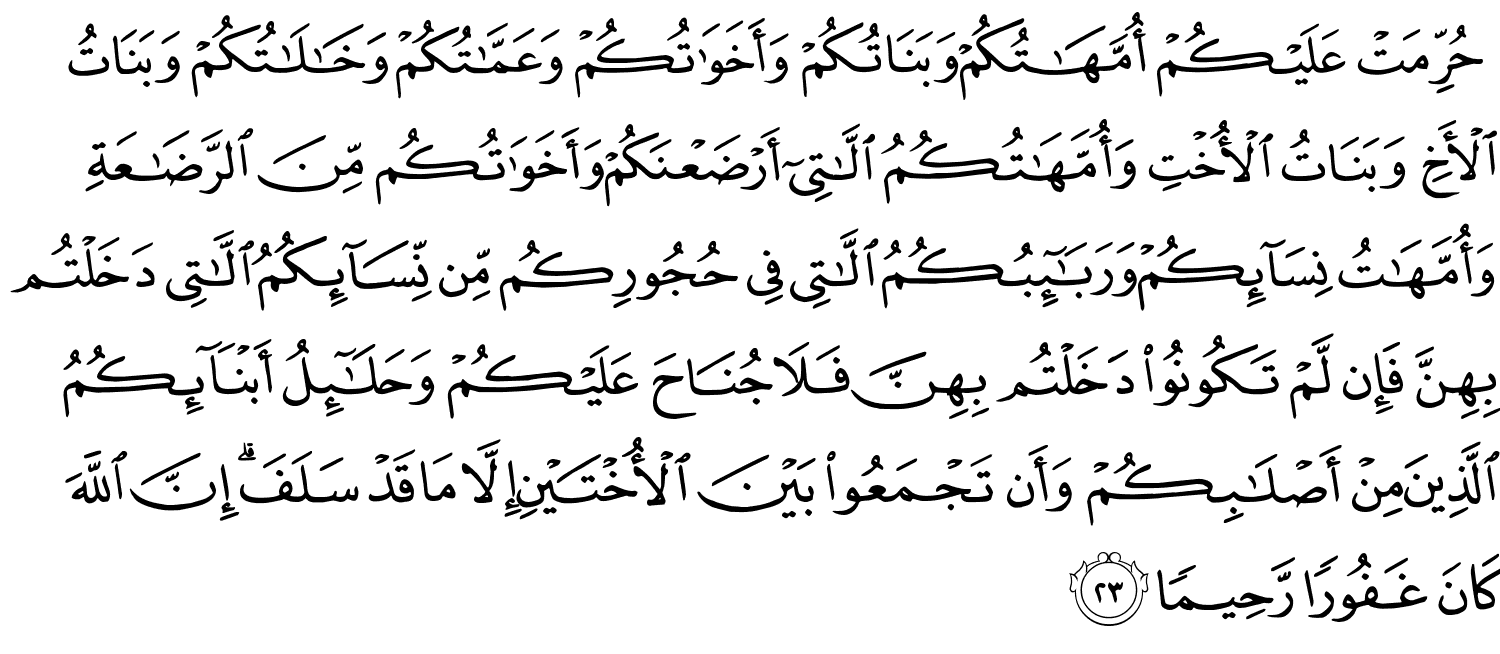 حُرِّمَتۡ عَلَيۡكُمۡ أُمَّهَٰتُكُمۡ وَبَنَاتُكُمۡ وَأَخَوَٰتُكُمۡ وَعَمَّٰتُكُمۡ وَخَٰلَٰتُكُمۡ وَبَنَاتُ
ٱلۡأَخِ وَبَنَاتُ ٱلۡأُخۡتِ وَأُمَّهَٰتُكُمُ ٱلَّٰتِيٓ أَرۡضَعۡنَكُمۡ وَأَخَوَٰتُكُم مِّنَ ٱلرَّضَٰعَةِ
وَأُمَّهَٰتُ نِسَآئِكُمۡ وَرَبَٰٓئِبُكُمُ ٱلَّٰتِي فِي حُجُورِكُم مِّن نِّسَآئِكُمُ ٱلَّٰتِي دَخَلۡتُم
بِهِنَّ فَإِن لَّمۡ تَكُونُواْ دَخَلۡتُم بِهِنَّ فَلَا جُنَاحَ عَلَيۡكُمۡ وَحَلَٰٓئِلُ أَبۡنَآئِكُمُ
ٱلَّذِينَ مِنۡ أَصۡلَٰبِكُمۡ وَأَن تَجۡمَعُواْ بَيۡنَ ٱلۡأُخۡتَيۡنِ إِلَّا مَا قَدۡ سَلَفَۗ إِنَّ ٱللَّهَ
كَانَ غَفُورٗا رَّحِيمٗا ٢٣